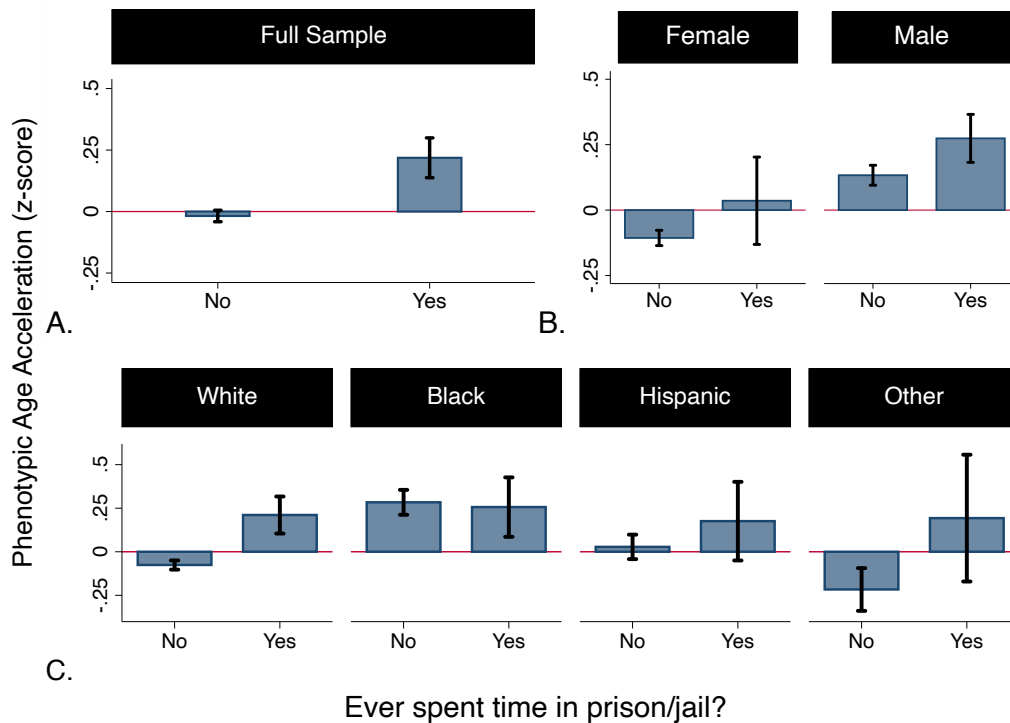 Full Sample
Female
Male
Phenotypic Age Acceleration (z-score)
.5
.25
0
-.25
No
Yes
A.
.5
.25
0
-.25
No
Yes
No
Yes
B.
White
Black
Hispanic
Other
.5
.25
0
-.25
No
Yes
No
Yes
No
Yes
No
Yes
C.
Ever spent time in prison/jail?